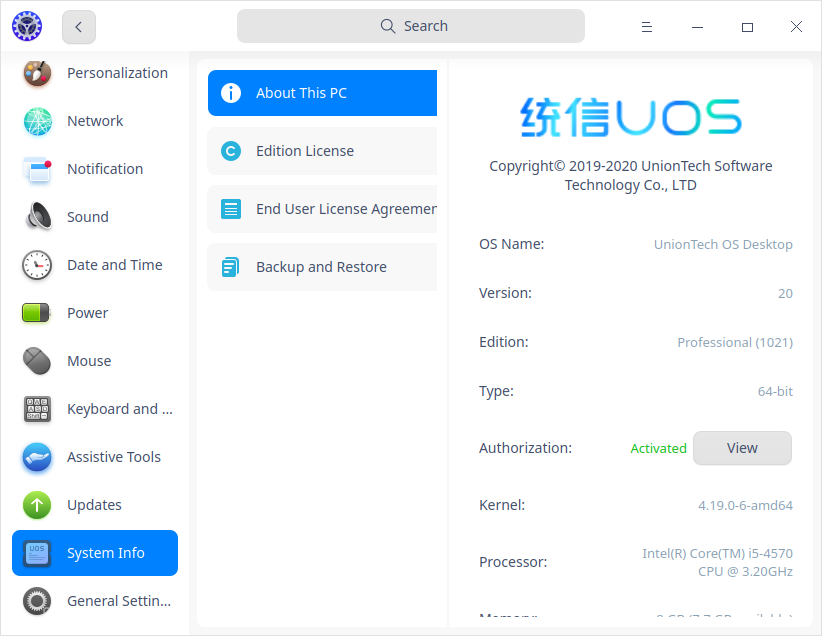 Search
Personalization
Network
Notification
Sound
Date and Time
Power
Mouse
Keyboard and ...
Assistive Tools
Updates
System Info
General Settin...
About This PC
Edition License
End User License Agreemen
Backup and Restore
统信UOS
Copyright© 2019-2020 UnionTech Software
Technology Co., LTD
OS Name: UnionTech OS Desktop
Version: 20
Edition: Professional (1021)
Type: 64-bit
Authorization: Activated View
Kernel: 4.19.0-6-amd64
Processor: Intel(R) Core(TM) i5-4570
CPU @ 3.20GHz